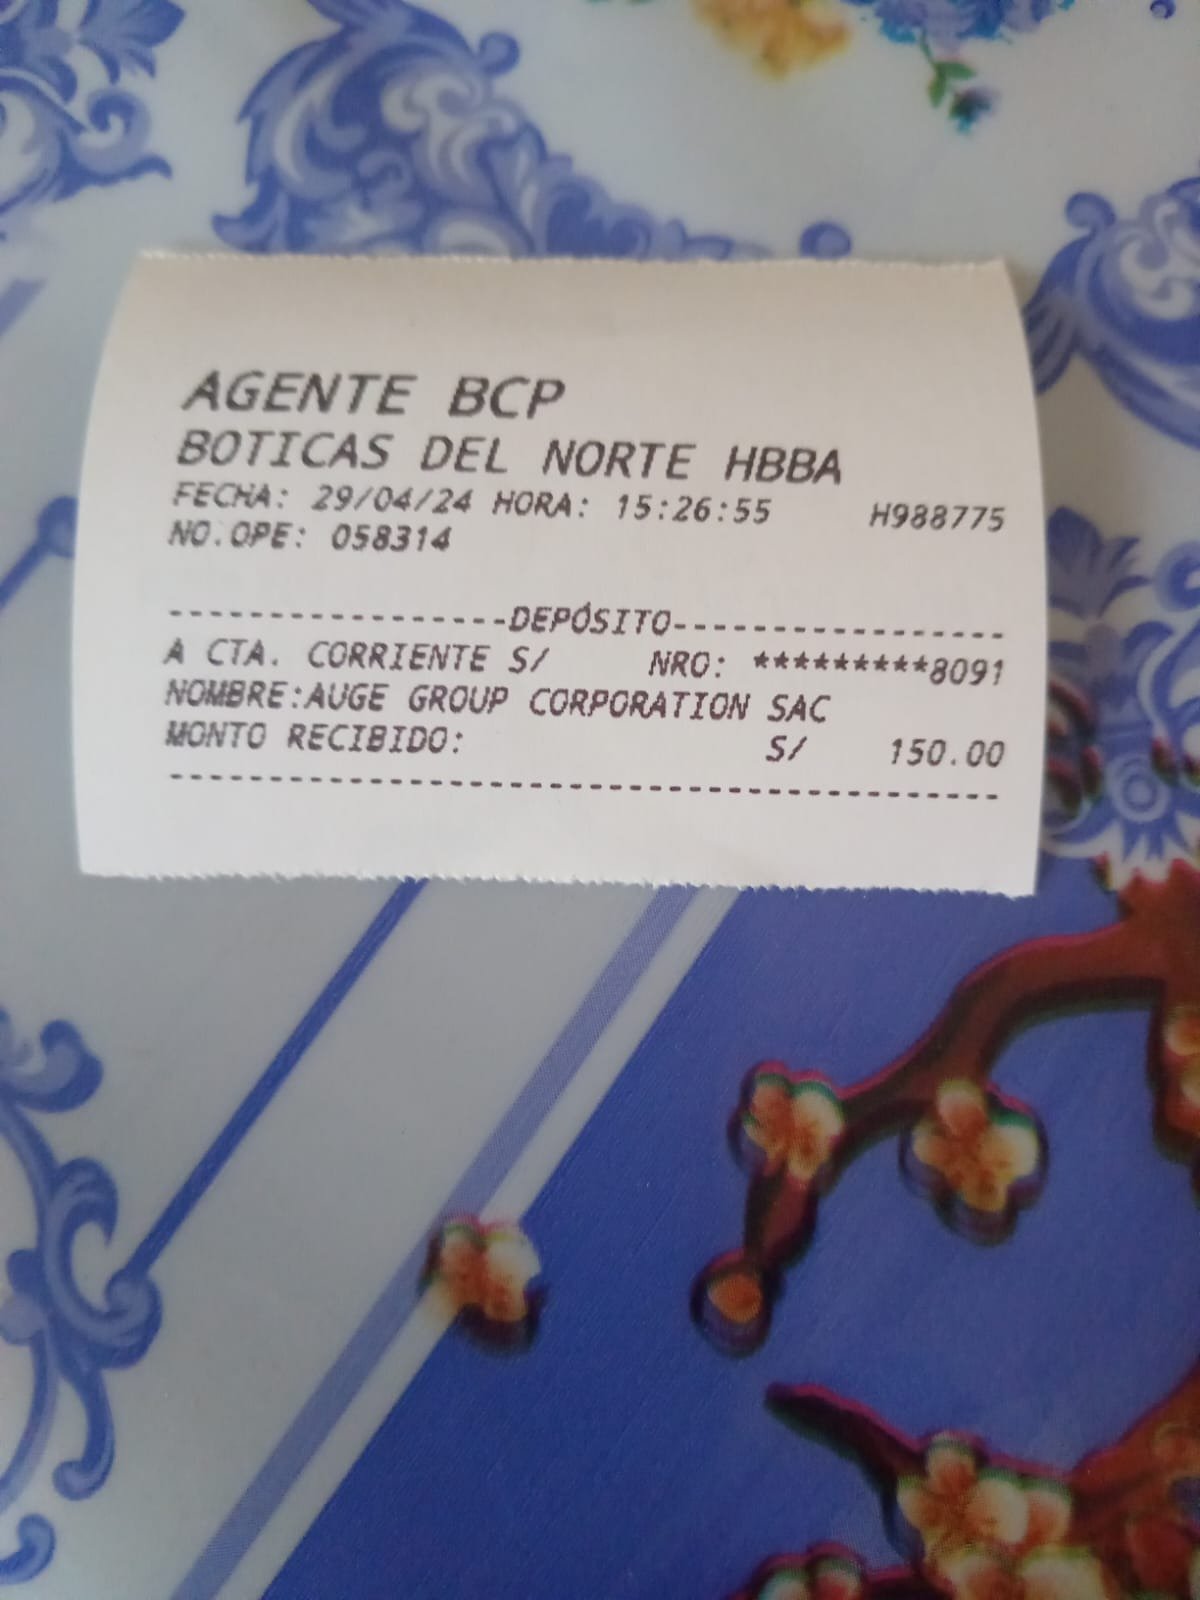 AGENTE BCP
BOTICAS DEL NORTE HBBA
FECHA: 29/04/24 HORA: 15:26:55 H988775
NO.OPE: 058314
------------------DEPÓSITO------------------
A CTA. CORRIENTE S/ NRO: *********8091
NOMBRE:AUGE GROUP CORPORATION SAC
MONTO RECIBIDO: S/ 150.00
--------------------------------------------